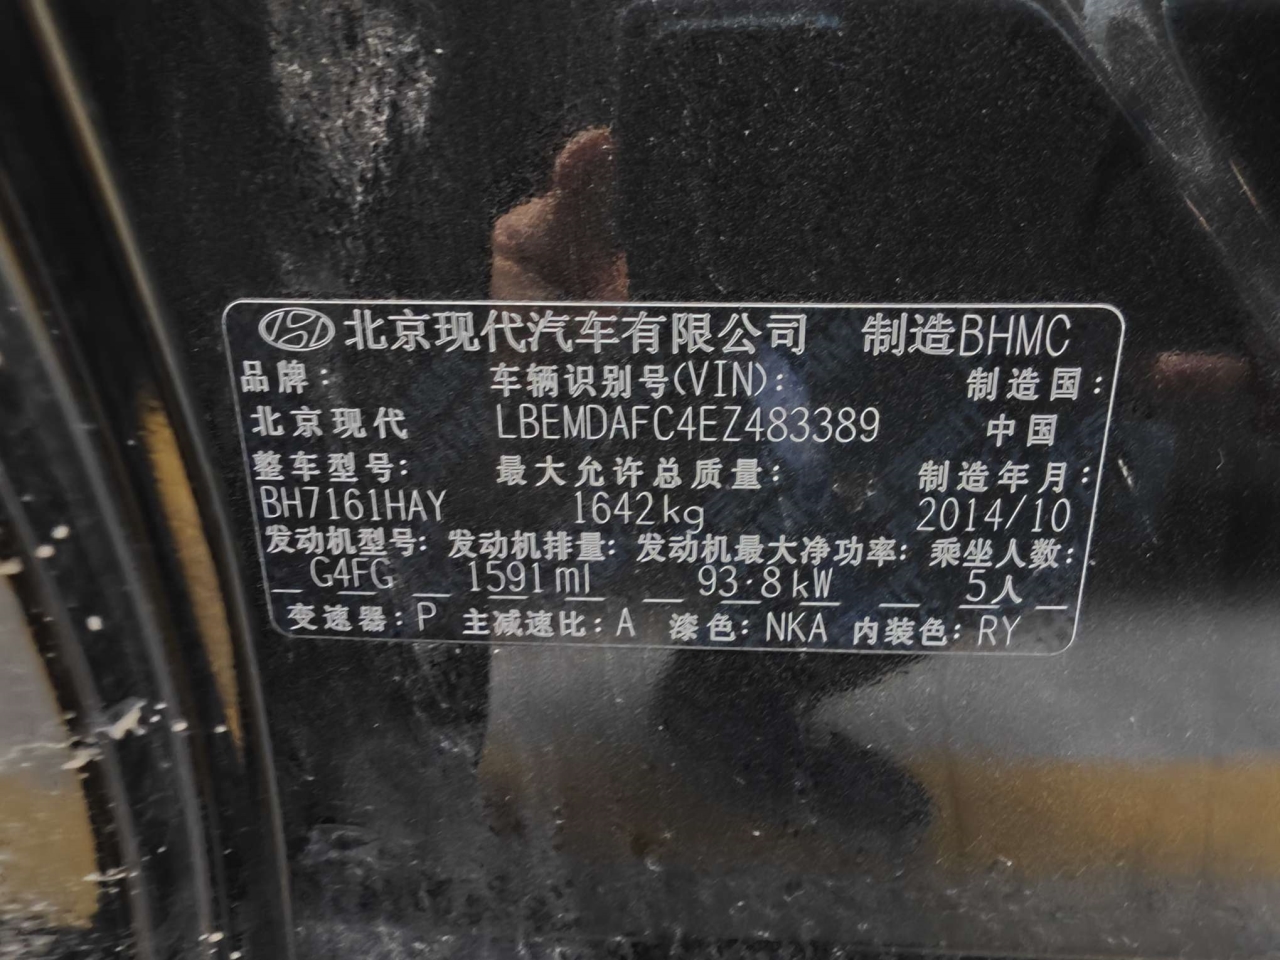 北京现代汽车有限公司 制造BHMC
品牌: 车辆识别号(VIN): 制造国:
北京现代 LBEMDAFC4EZ483389 中国
整车型号: 最大允许总质量: 制造年月:
BH7161HAY 1642kg 2014/10
发动机型号: 发动机排量: 发动机最大净功率: 乘坐人数:
G4FG 1591ml 93.8kW 5人
变速器: P 主减速比: A 漆色: NKA 内装色: RY